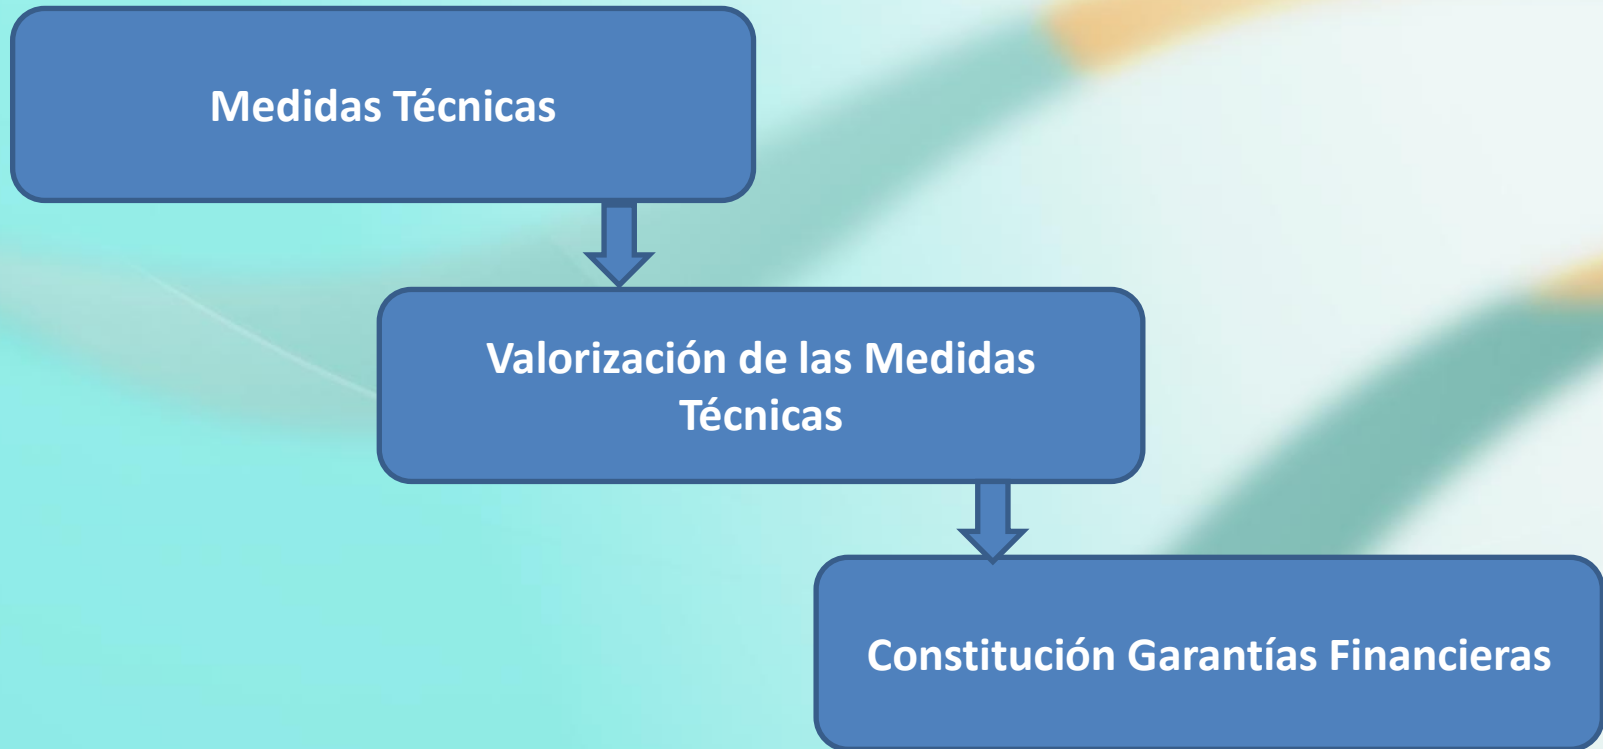 Medidas Técnicas
Valorización de las Medidas
Técnicas
Constitución Garantías Financieras